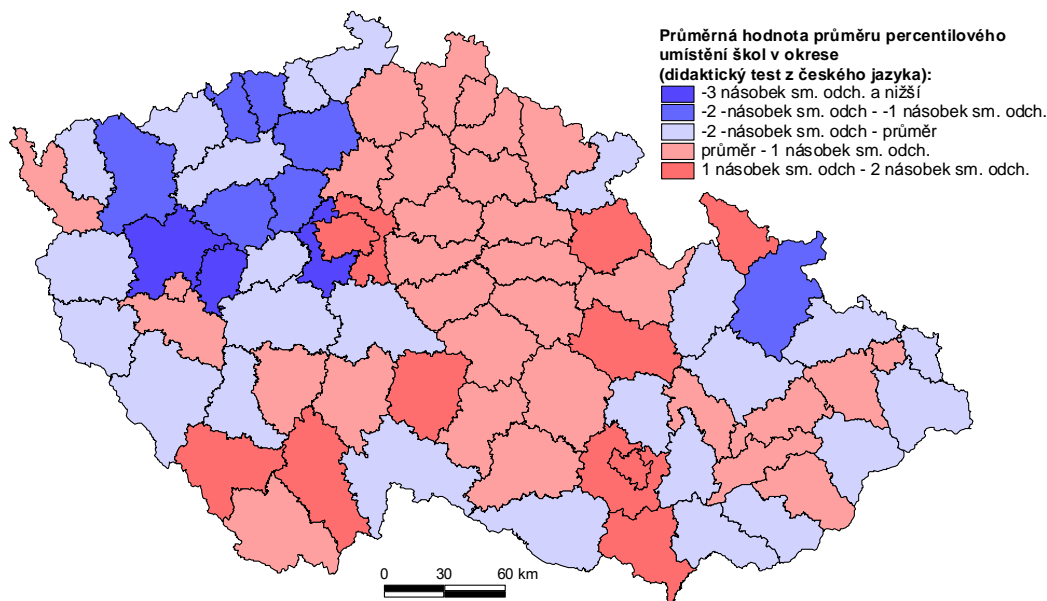 Průměrná hodnota průměru percentilového
umístění škol v okrese
(didaktický test z českého jazyka):
-3 násobek sm. odch. a nižší
-2 -násobek sm. odch - -1 násobek sm. odch.
-2 -násobek sm. odch - průměr
průměr - 1 násobek sm. odch.
1 násobek sm. odch - 2 násobek sm. odch.
0 30 60 km